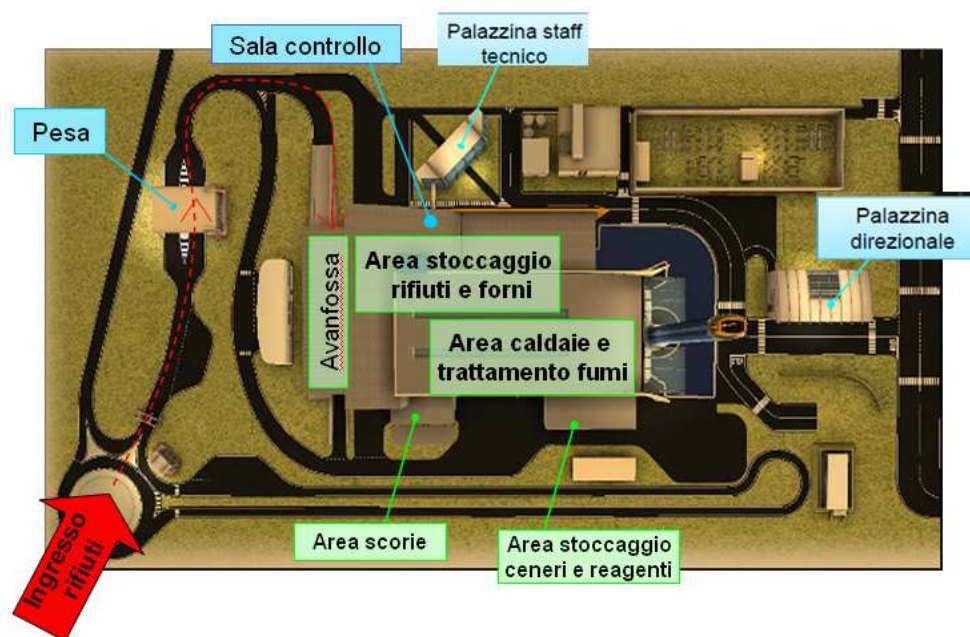 Palazzina staff
tecnico
Sala controllo
Pesa
Palazzina
direzionale
Area stoccaggio
rifiuti e forni
Avanfossa
Area caldaie e
trattamento fumi
Ingresso
rifiuti
Area scorie
Area stoccaggio
ceneri e reagenti